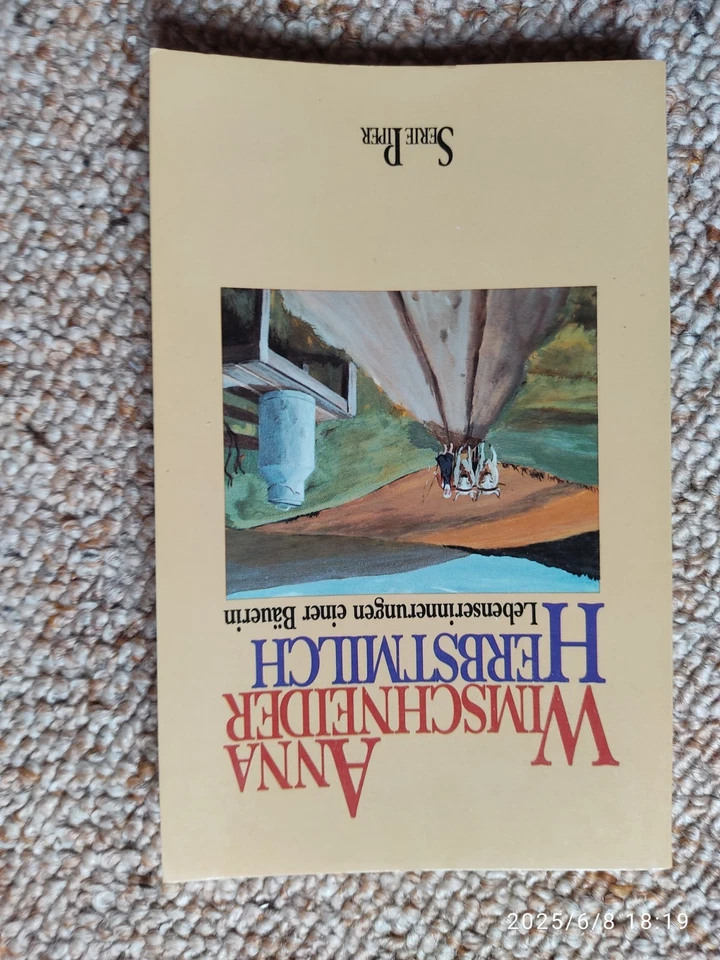 ANNA
WIMSCHNEIDER
HERBSTMILCH
Lebenserinnerungen einer Bäuerin
SERIE PIPER
2025/6/8 18:19